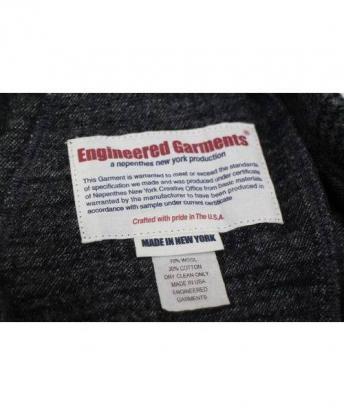 Engineered Garments®
a nepenthes new york production
This Garment is warranted to meet or exceed the standards
of specification we made and was produced under certificate
of Nepenthes New York Creative Office from basic materials
warranted by the manufacturer to have been produced in
accordance with sample under curnes certificate
Crafted with pride in The U.S.A.
MADE IN NEW YORK
70% WOOL
30% COTTON
DRY CLEAN ONLY
MADE IN USA
ENGINEERED
GARMENTS